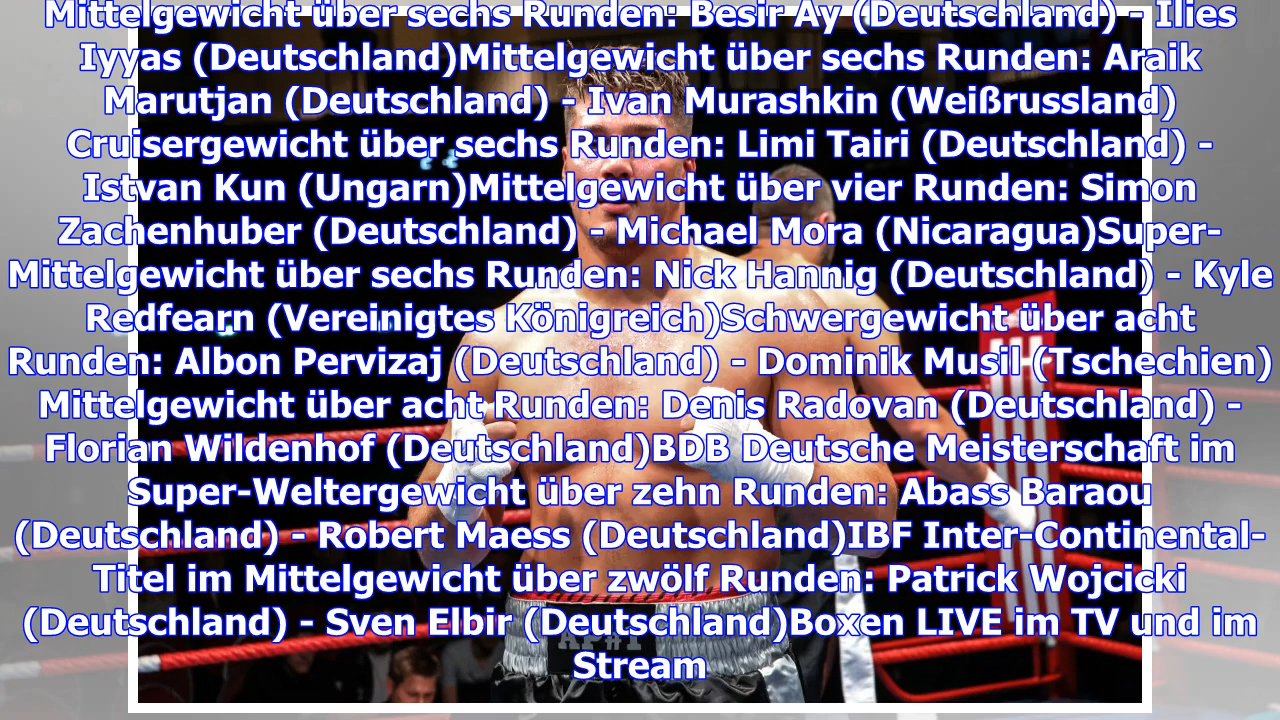 Mittelgewicht über sechs Runden: Besir Ay (Deutschland) - Ilies
Iyyas (Deutschland)Mittelgewicht über sechs Runden: Araik
Marutjan (Deutschland) - Ivan Murashkin (Weißrussland)
Cruisergewicht über sechs Runden: Limi Tairi (Deutschland) -
Istvan Kun (Ungarn)Mittelgewicht über vier Runden: Simon
Zachenhuber (Deutschland) - Michael Mora (Nicaragua)Super-
Mittelgewicht über sechs Runden: Nick Hannig (Deutschland) - Kyle
Redfearn (Vereinigtes Königreich)Schwergewicht über acht
Runden: Albon Pervizaj (Deutschland) - Dominik Musil (Tschechien)
Mittelgewicht über acht Runden: Denis Radovan (Deutschland) -
Florian Wildenhof (Deutschland)BDB Deutsche Meisterschaft im
Super-Weltergewicht über zehn Runden: Abass Baraou
(Deutschland) - Robert Maess (Deutschland)IBF Inter-Continental-
Titel im Mittelgewicht über zwölf Runden: Patrick Wojcicki
(Deutschland) - Sven Elbir (Deutschland)Boxen LIVE im TV und im
Stream
AP#1